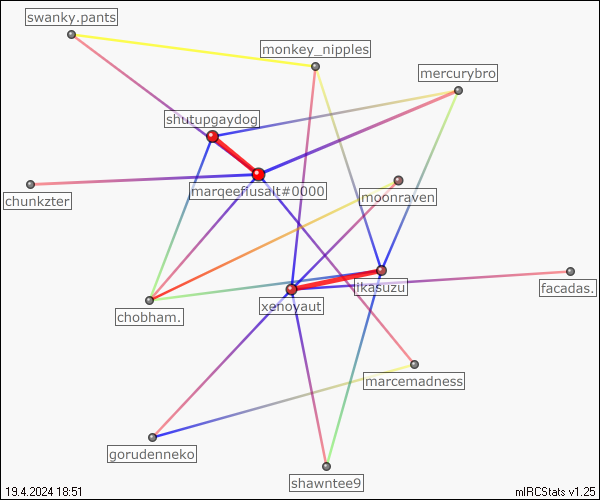 swanky.pants
monkey_nipples
mercurybro
shutupgaydog
marqeefiusait#0000
moonraven
chunkzter
ikasuzu
xenoyaut
facadas.
chobham.
marcemadness
gorudenneko
shawntee9
19.4.2024 18:51
mIRCStats v1.25